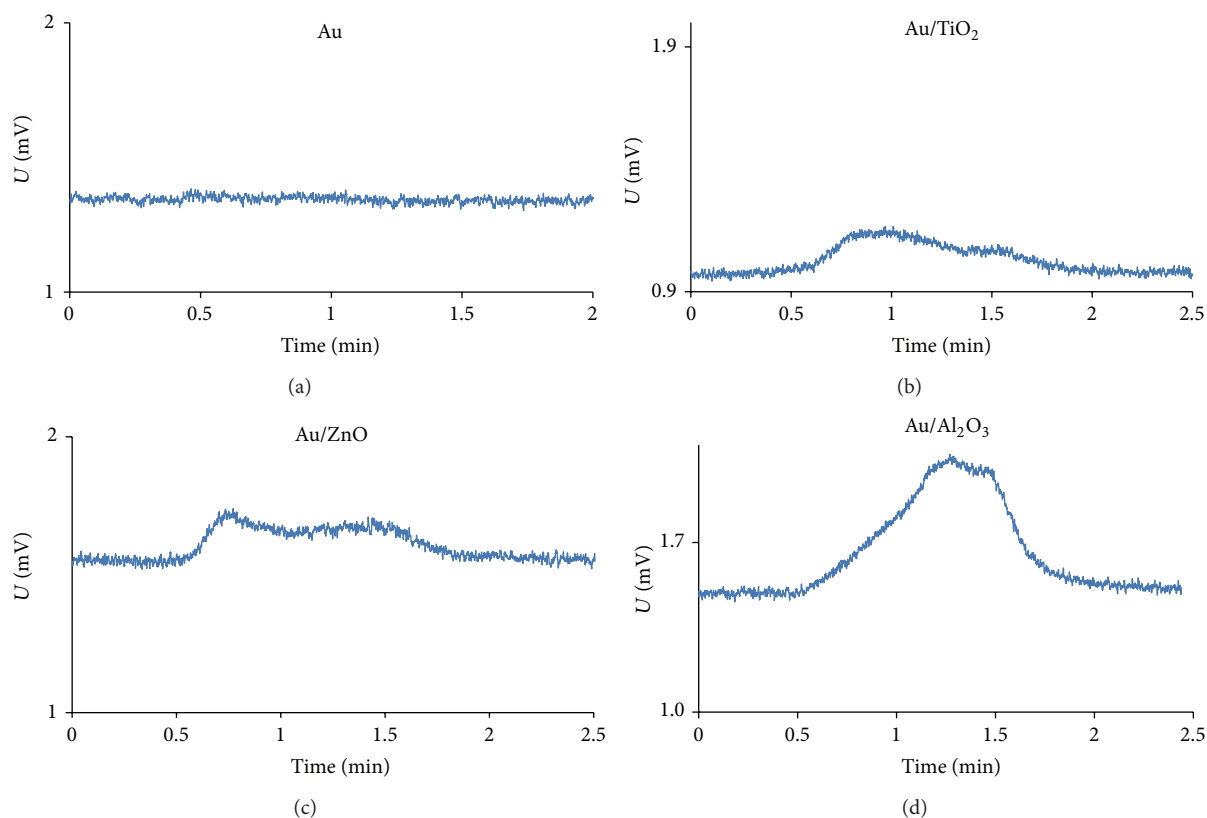 Au
2
U (mV)
1
0 0.5 1 1.5 2
Time (min)
(a)
Au/TiO₂
1.9
U (mV)
0.9
0 0.5 1 1.5 2 2.5
Time (min)
(b)
Au/ZnO
2
U (mV)
1
0 0.5 1 1.5 2 2.5
Time (min)
(c)
Au/Al₂O₃
1.7
U (mV)
1.0
0 0.5 1 1.5 2 2.5
Time (min)
(d)